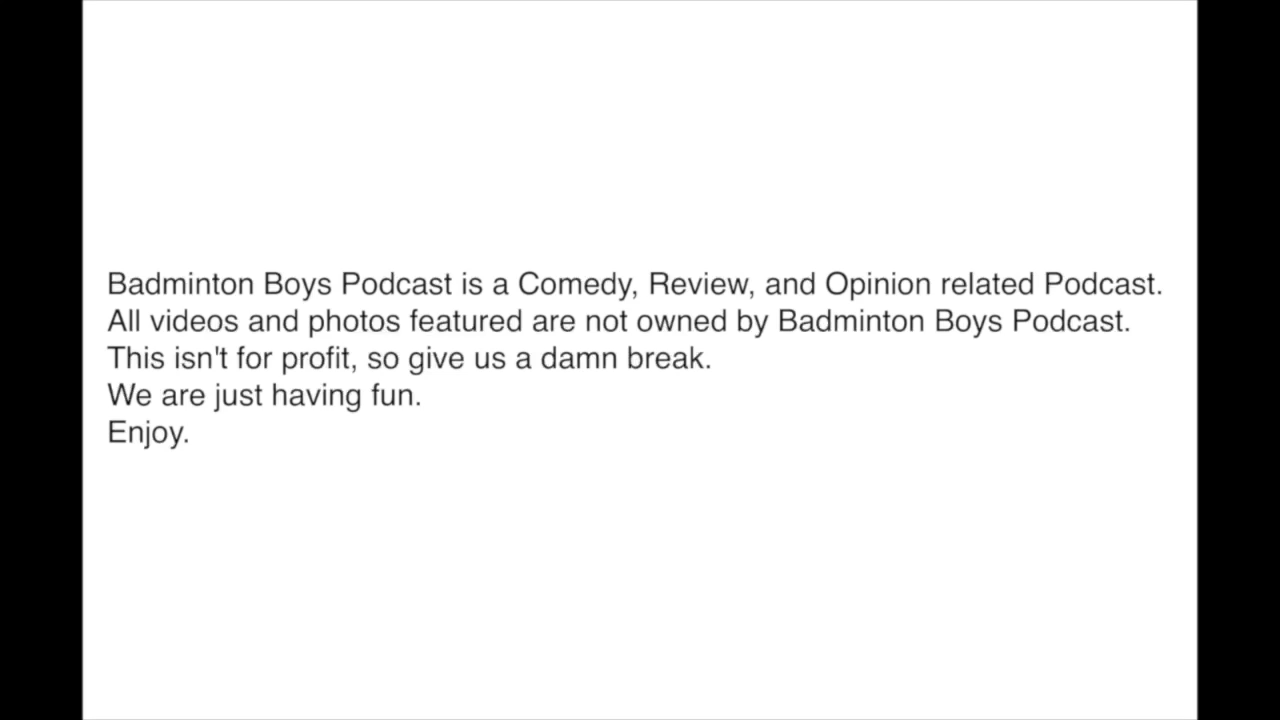 Badminton Boys Podcast is a Comedy, Review, and Opinion related Podcast.
All videos and photos featured are not owned by Badminton Boys Podcast.
This isn't for profit, so give us a damn break.
We are just having fun.
Enjoy.